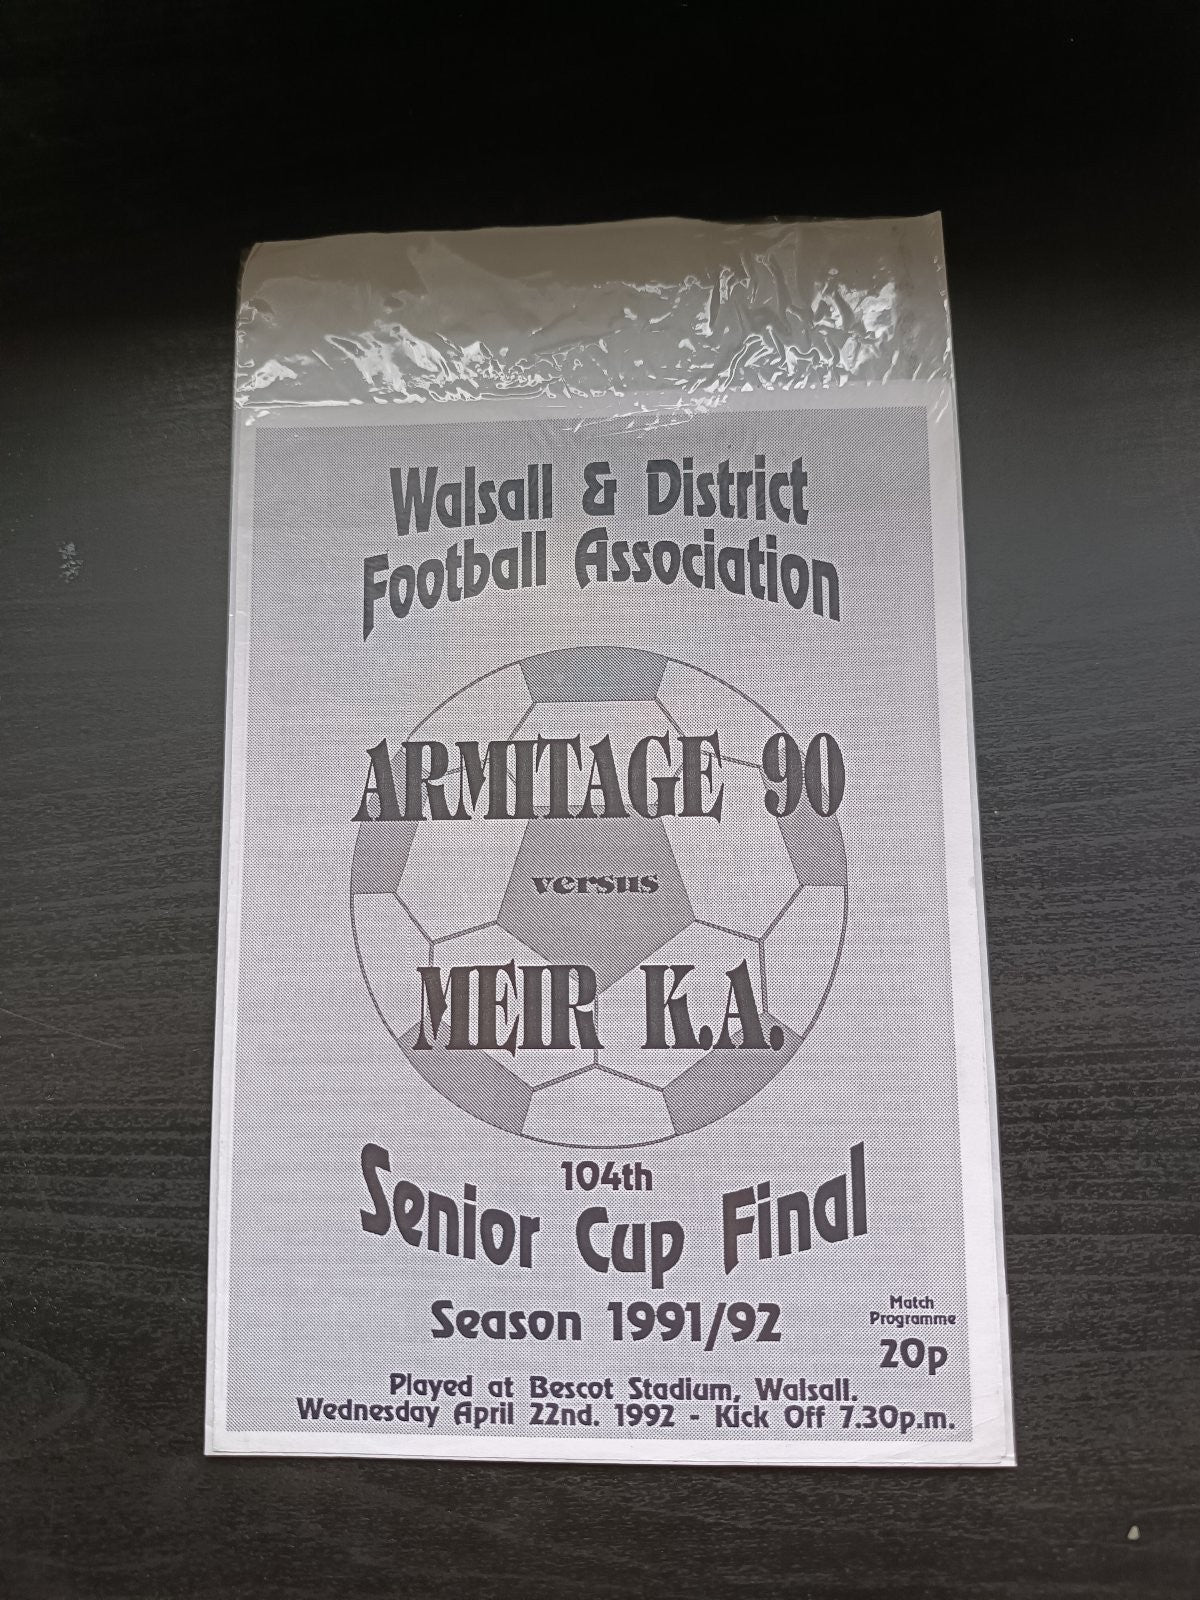 Walsall & District
Football Association
ARMITAGE 90
versus
MEIR K.A.
104th
Senior Cup Final
Season 1991/92
Match
Programme
20p
Played at Bescot Stadium, Walsall.
Wednesday April 22nd. 1992 - Kick Off 7.30p.m.